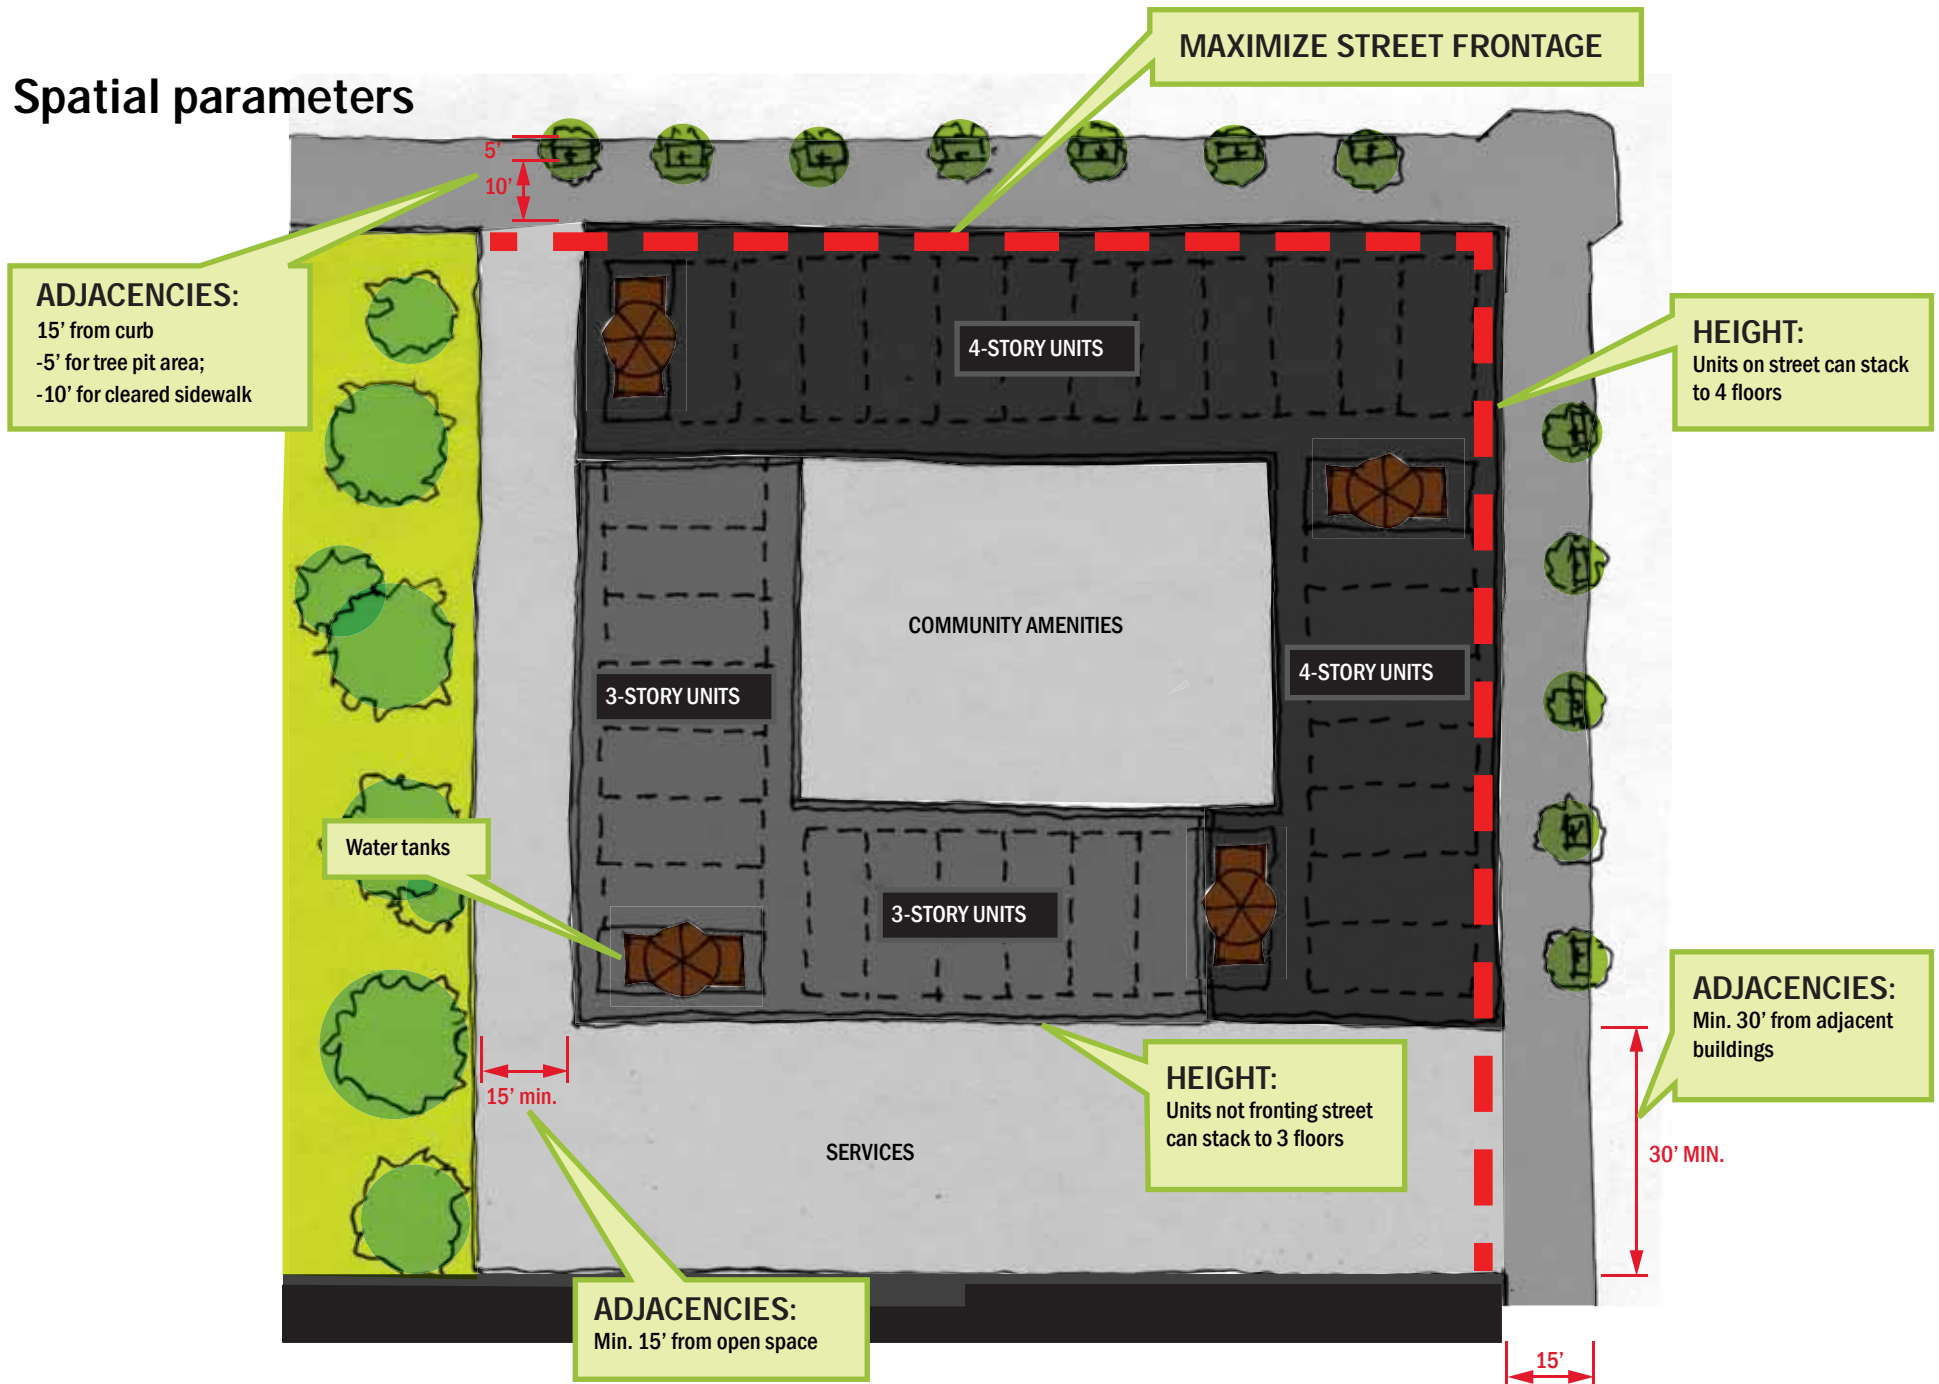 MAXIMIZE STREET FRONTAGE
Spatial parameters
5’
10’
ADJACENCIES:
15’ from curb
-5’ for tree pit area;
-10’ for cleared sidewalk
4-STORY UNITS
HEIGHT:
Units on street can stack
to 4 floors
COMMUNITY AMENITIES
4-STORY UNITS
3-STORY UNITS
Water tanks
3-STORY UNITS
ADJACENCIES:
Min. 30’ from adjacent
buildings
15’ min.
HEIGHT:
Units not fronting street
can stack to 3 floors
SERVICES
30’ MIN.
ADJACENCIES:
Min. 15’ from open space
15’